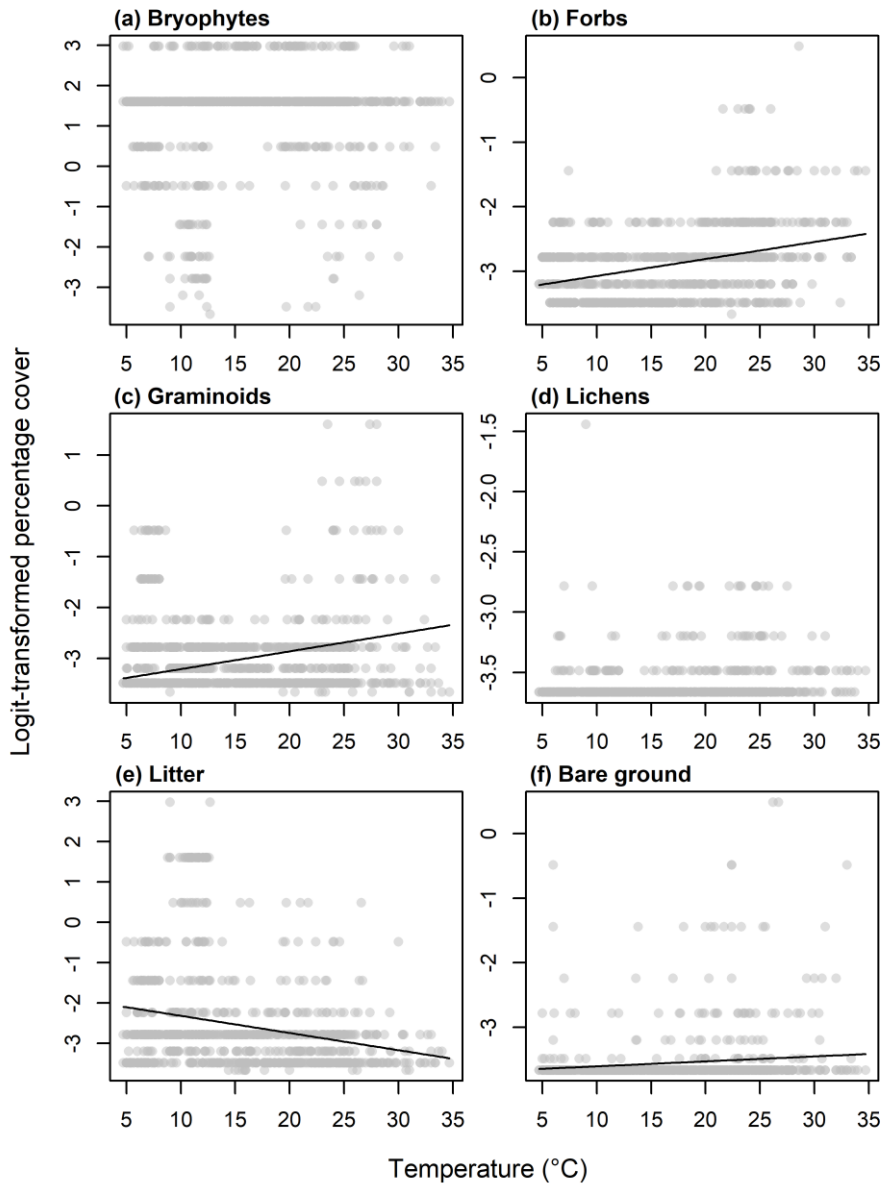 (a) Bryophytes
3
2
1
0
-1
-2
-3
5 10 15 20 25 30 35
(b) Forbs
0
-1
-2
-3
5 10 15 20 25 30 35
(c) Graminoids
1
0
-1
-2
-3
5 10 15 20 25 30 35
(d) Lichens
-1.5
-2.0
-2.5
-3.0
-3.5
5 10 15 20 25 30 35
(e) Litter
3
2
1
0
-1
-2
-3
5 10 15 20 25 30 35
(f) Bare ground
0
-1
-2
-3
5 10 15 20 25 30 35
Logit-transformed percentage cover
Temperature (°C)